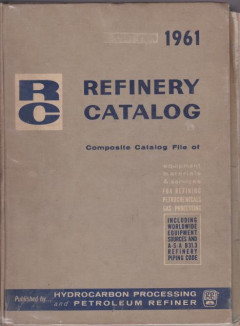 1961
RC
REFINERY
CATALOG
Composite Catalog File of
equipment
materials
& services
FOR REFINING
PETROCHEMICALS
GAS PROCESSING
INCLUDING
WORLDWIDE
EQUIPMENT
SOURCES AND
A·S·A B31.3
REFINERY
PIPING CODE
Published by...
HYDROCARBON PROCESSING
and PETROLEUM REFINER